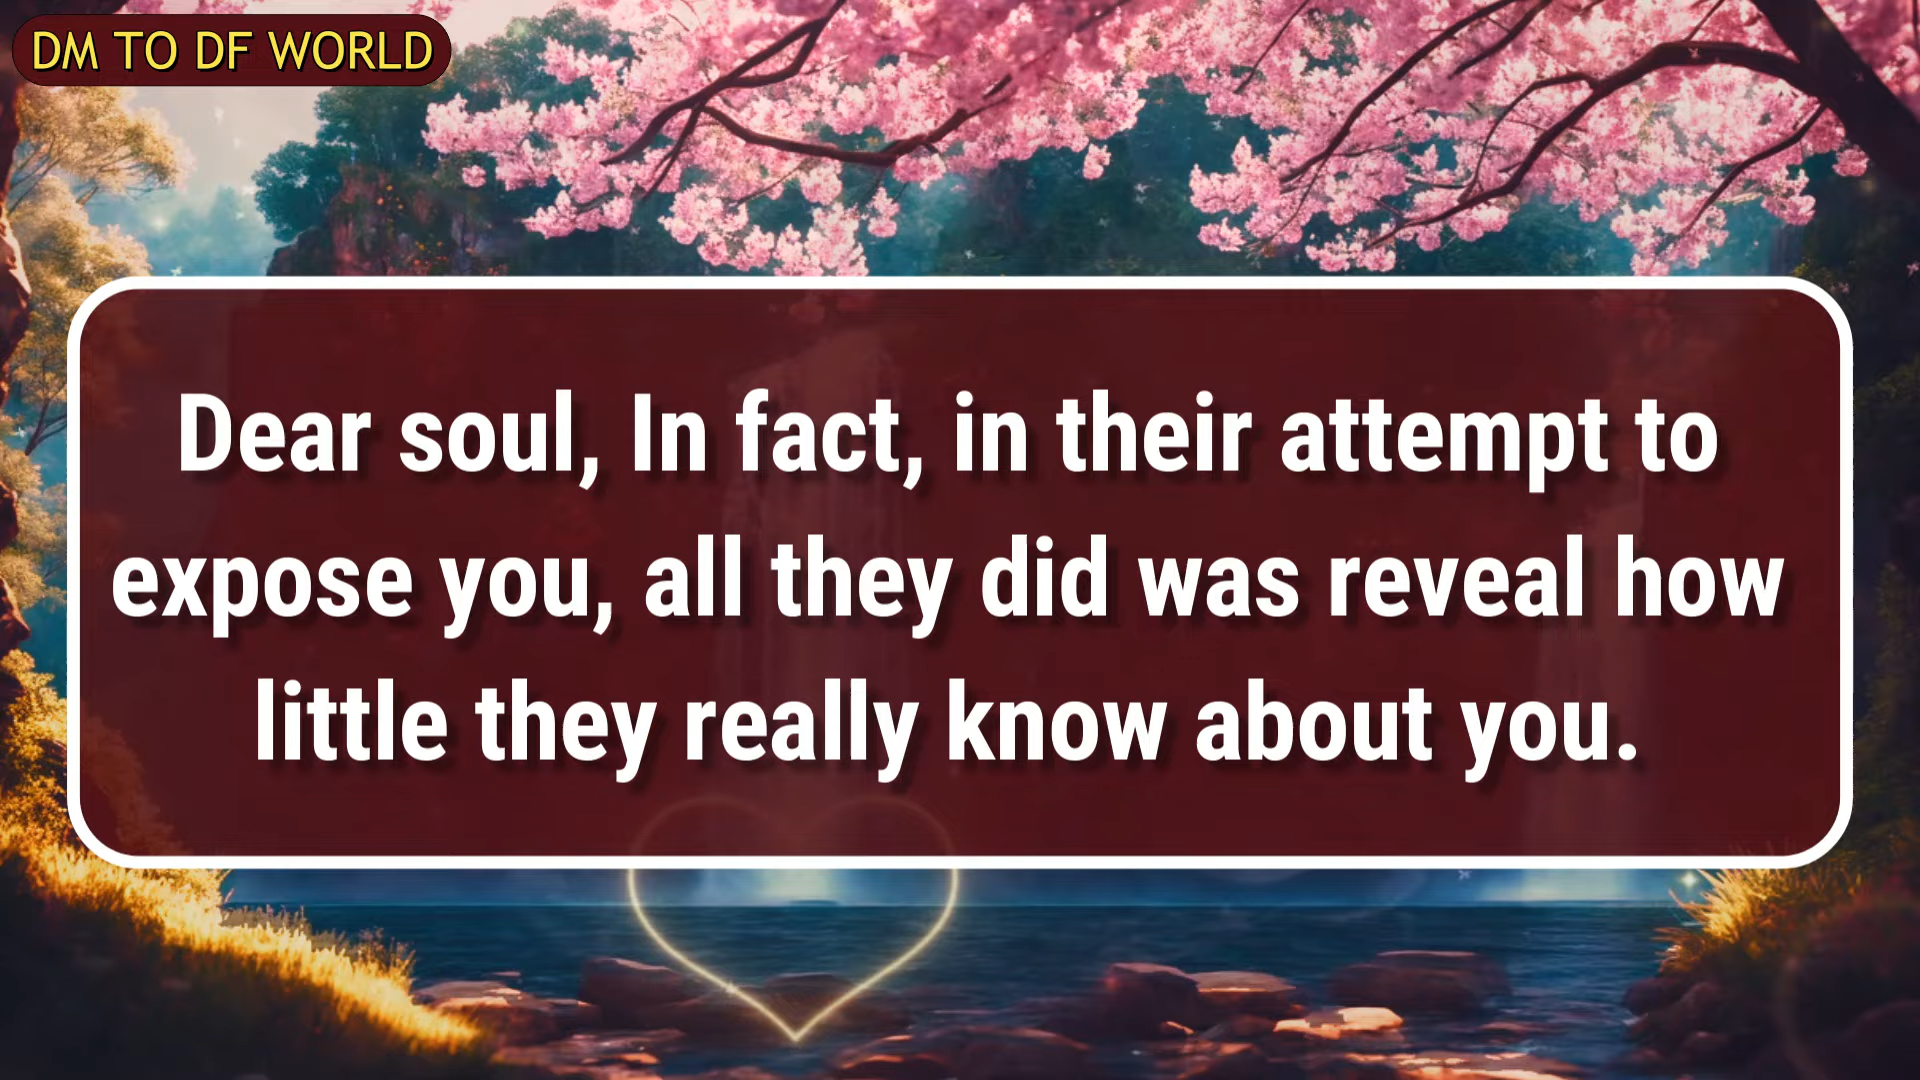 DM TO DF WORLD
Dear soul, In fact, in their attempt to
expose you, all they did was reveal how
little they really know about you.